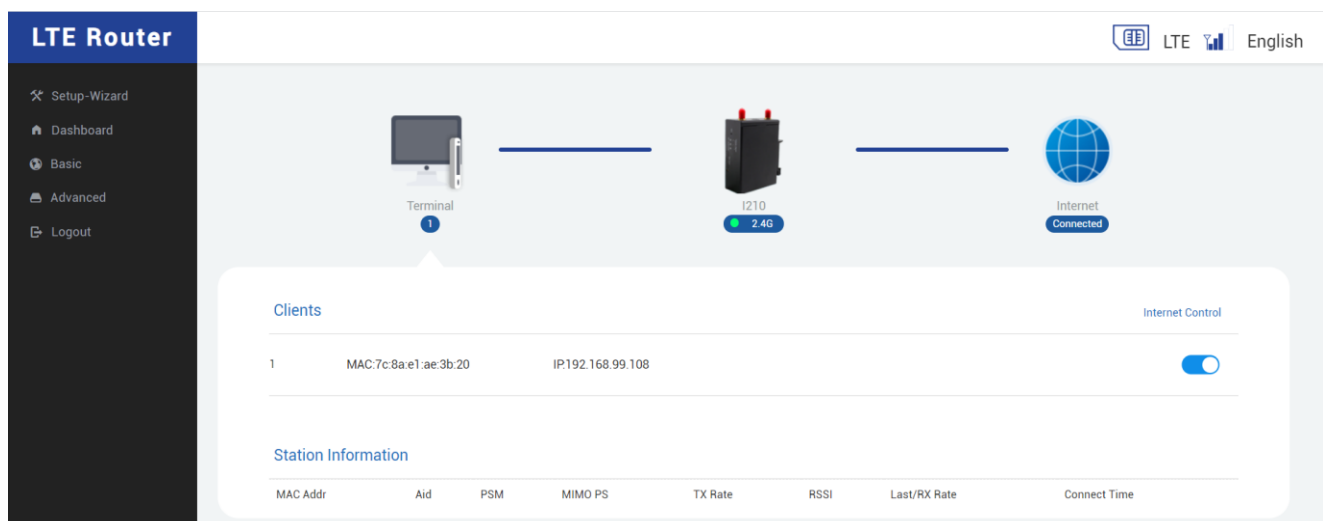 LTE Router
LTE English
Setup-Wizard
Dashboard
Basic
Advanced
Logout
Terminal
1
I210
2.4G
Internet
Connected
Clients
Internet Control
1 MAC:7c:8a:e1:ae:3b:20 IP:192.168.99.108
Station Information
MAC Addr Aid PSM MIMO PS TX Rate RSSI Last/RX Rate Connect Time